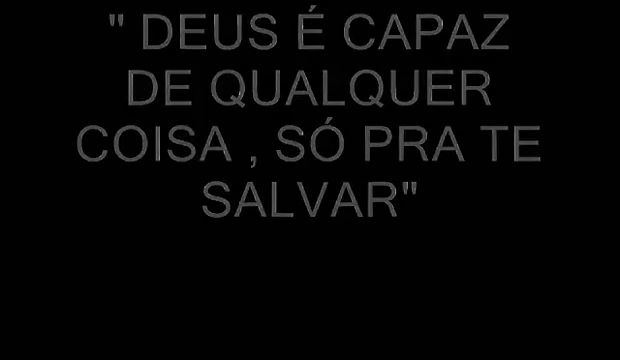 " DEUS É CAPAZ
DE QUALQUER
COISA , SÓ PRA TE
SALVAR"